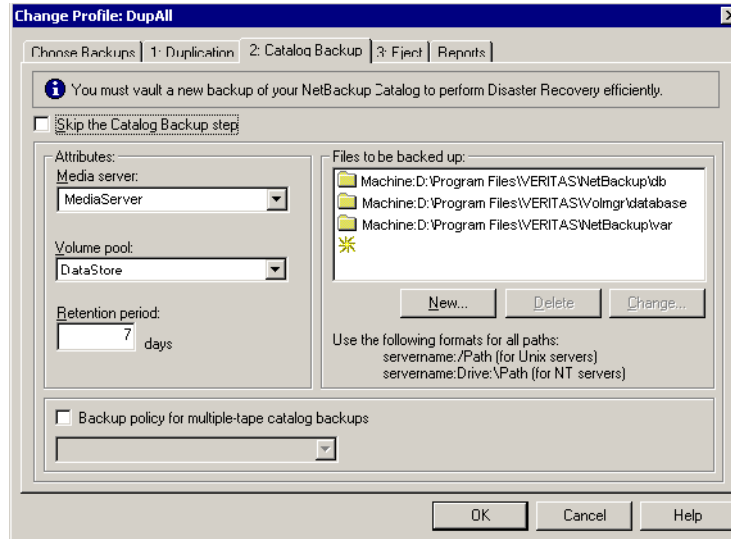 Change Profile: DupAll
Choose Backups 1: Duplication 2: Catalog Backup 3: Eject Reports
You must vault a new backup of your NetBackup Catalog to perform Disaster Recovery efficiently.
Skip the Catalog Backup step
Attributes:
Media server:
MediaServer
Volume pool:
DataStore
Retention period:
7 days
Files to be backed up:
Machine:D:\Program Files\VERITAS\NetBackup\db
Machine:D:\Program Files\VERITAS\Volmgr\database
Machine:D:\Program Files\VERITAS\NetBackup\var
New... Delete Change...
Use the following formats for all paths:
servername:/Path (for Unix servers)
servername:Drive:\Path (for NT servers)
Backup policy for multiple-tape catalog backups
OK Cancel Help